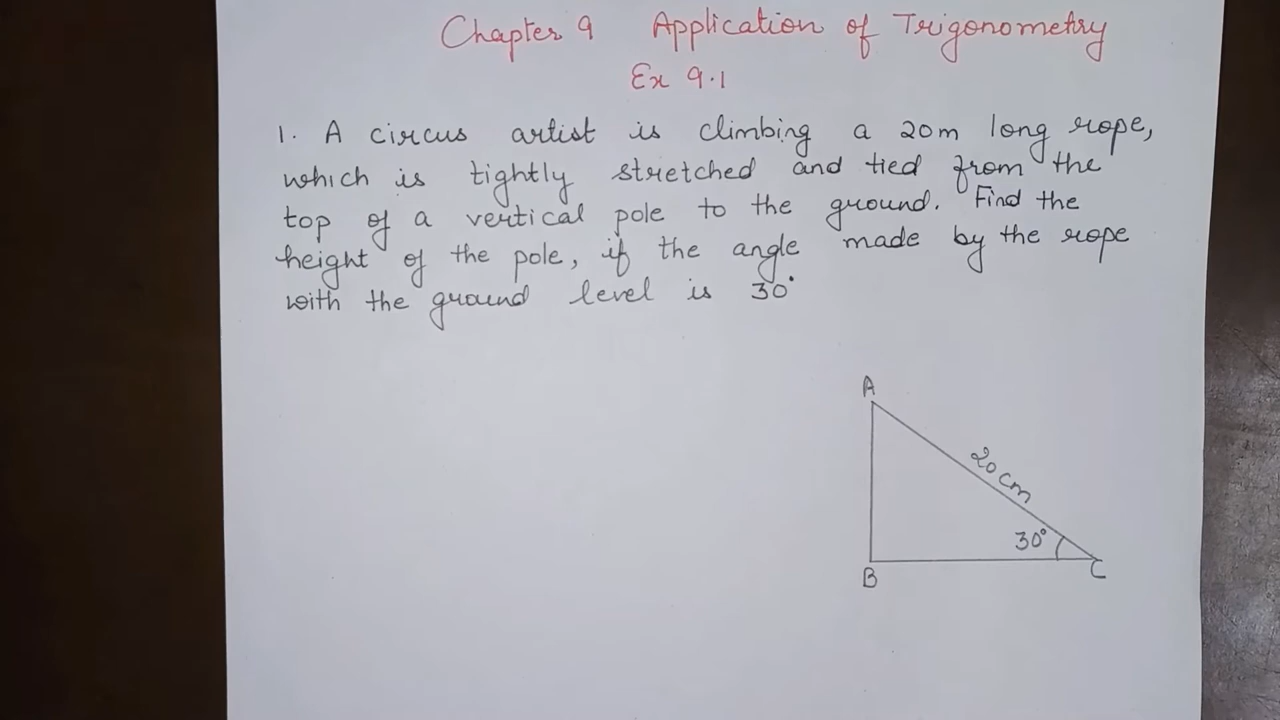 Chapter 9 Application of Trigonometry
Ex 9.1
1. A circus artist is climbing a 20m long rope,
which is tightly stretched and tied from the
top of a vertical pole to the ground. Find the
height of the pole, if the angle made by the rope
with the ground level is 30°
A
20cm
30°
B
C